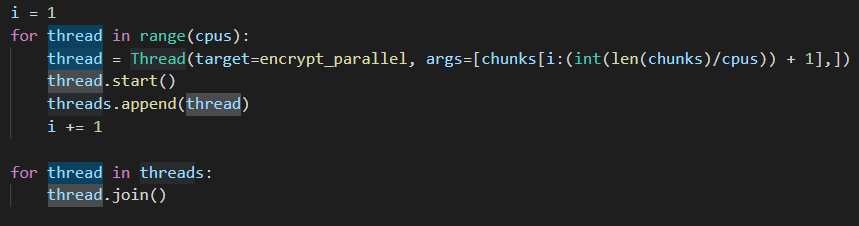 i = 1
for thread in range(cpus):
    thread = Thread(target=encrypt_parallel, args=[chunks[i:(int(len(chunks)/cpus)) + 1],])
    thread.start()
    threads.append(thread)
    i += 1

for thread in threads:
    thread.join()